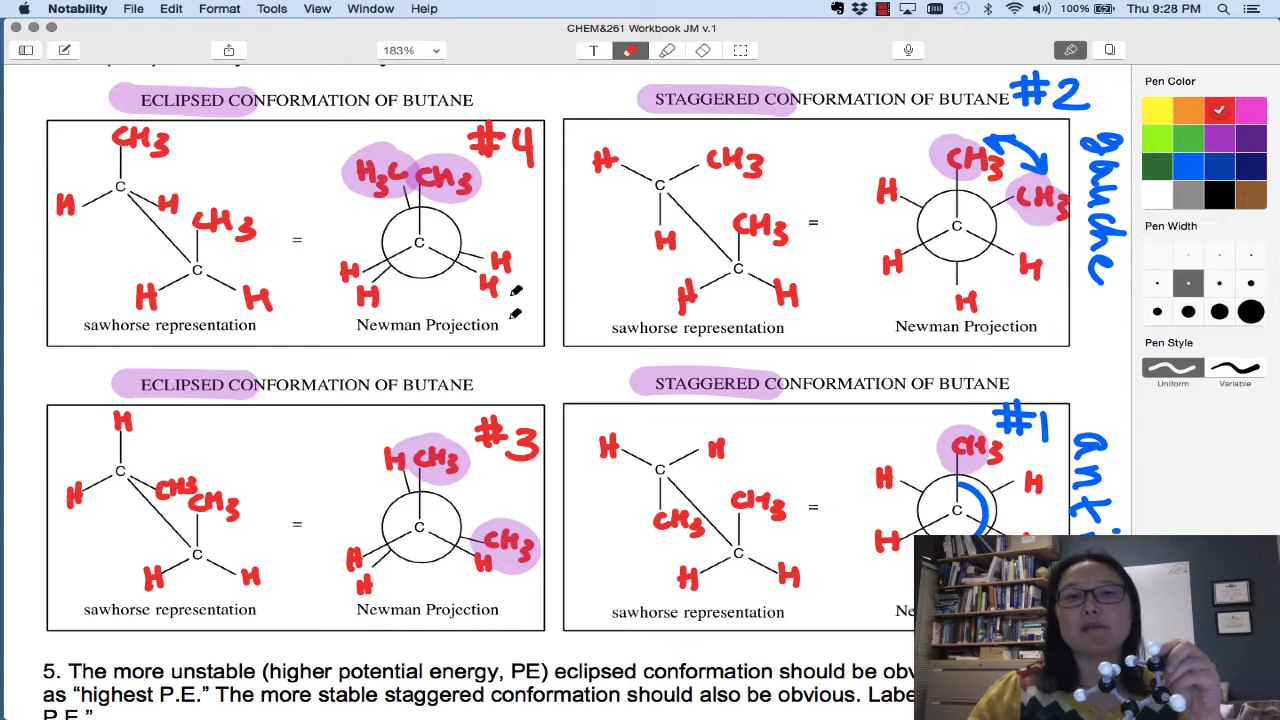 Notability File Edit Format Tools View Window Help 100% Thu 9:28 PM
CHEM&261 Workbook JM v.1
183% T
ECLIPSED CONFORMATION OF BUTANE
#4
CH3
H
C
H
CH3
C
H
H
=
H3C
CH3
C
H
H
H
H
sawhorse representation
Newman Projection
STAGGERED CONFORMATION OF BUTANE
#2
gauche
H
CH3
C
H
CH3
C
H
H
=
CH3
CH3
H
C
H
H
H
sawhorse representation
Newman Projection
ECLIPSED CONFORMATION OF BUTANE
#3
H
C
H
CH3
CH3
C
H
H
=
H
CH3
C
CH3
H
H
H
sawhorse representation
Newman Projection
STAGGERED CONFORMATION OF BUTANE
#1
H
H
C
CH3
CH3
C
H
H
=
CH3
H
H
C
H
sawhorse representation
5. The more unstable (higher potential energy, PE) eclipsed conformation should be
as “highest P.E.” The more stable staggered conformation should also be obvious.
P.E.”
Pen Color
Pen Width
Pen Style
Uniform
Variable